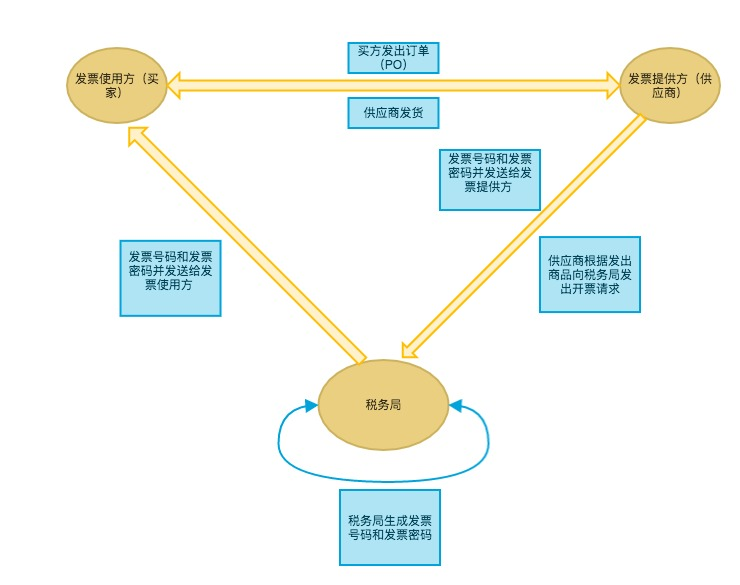 买方发出订单
（PO）
发票使用方（买
家）
发票提供方（供
应商）
供应商发货
发票号码和发票
密码并发送给发
票提供方
发票号码和发票
密码并发送给发
票使用方
供应商根据发出
商品向税务局发
出开票请求
税务局
税务局生成发票
号码和发票密码